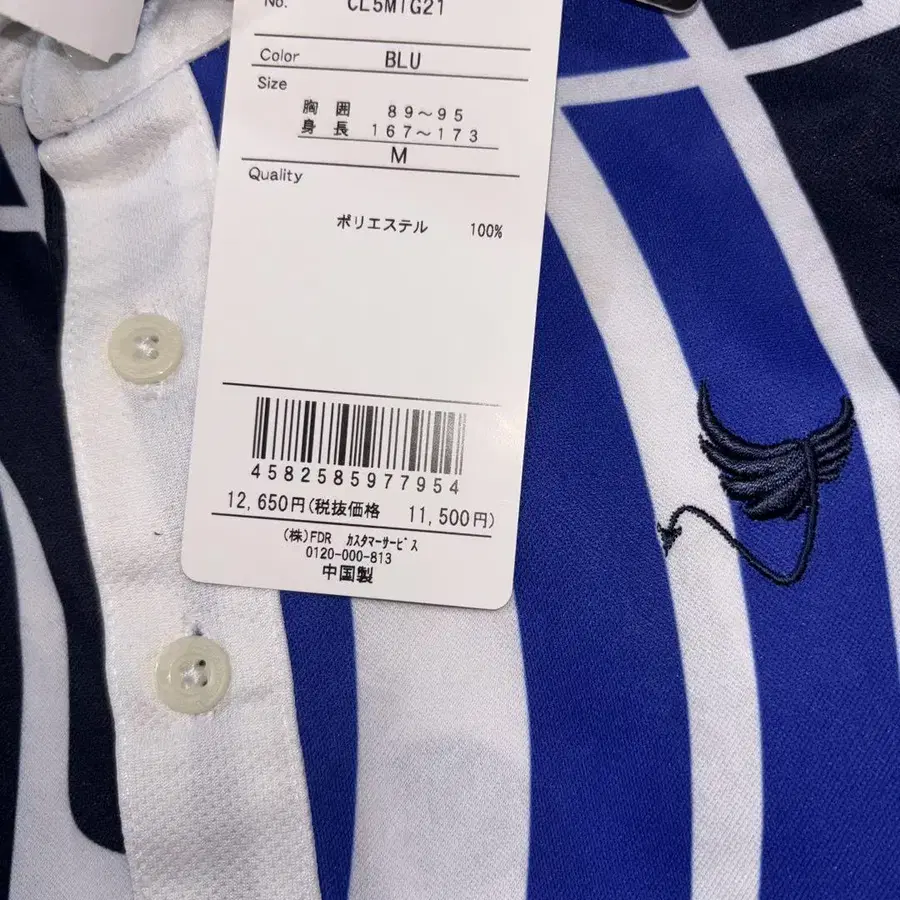 No. CL5MTG21
Color BLU
Size
胸囲 89～95
身長 167～173
M
Quality
ポリエステル 100%
4582585977954
12,650円(税抜価格 11,500円)
(株)FDR カスタマーサービス
0120-000-813
中国製